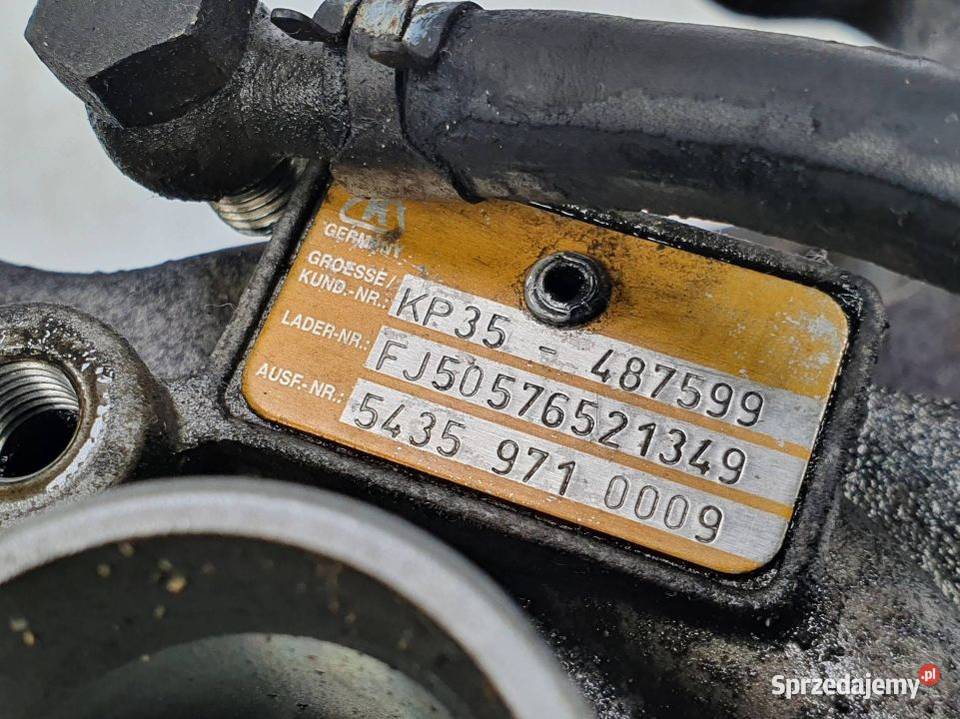 GERMANY
GROESSE/
KUND.-NR.: KP35 - 487599
LADER-NR.: FJ50576521349
AUSF.-NR.: 5435 971 0009
Sprzedajemy.pl